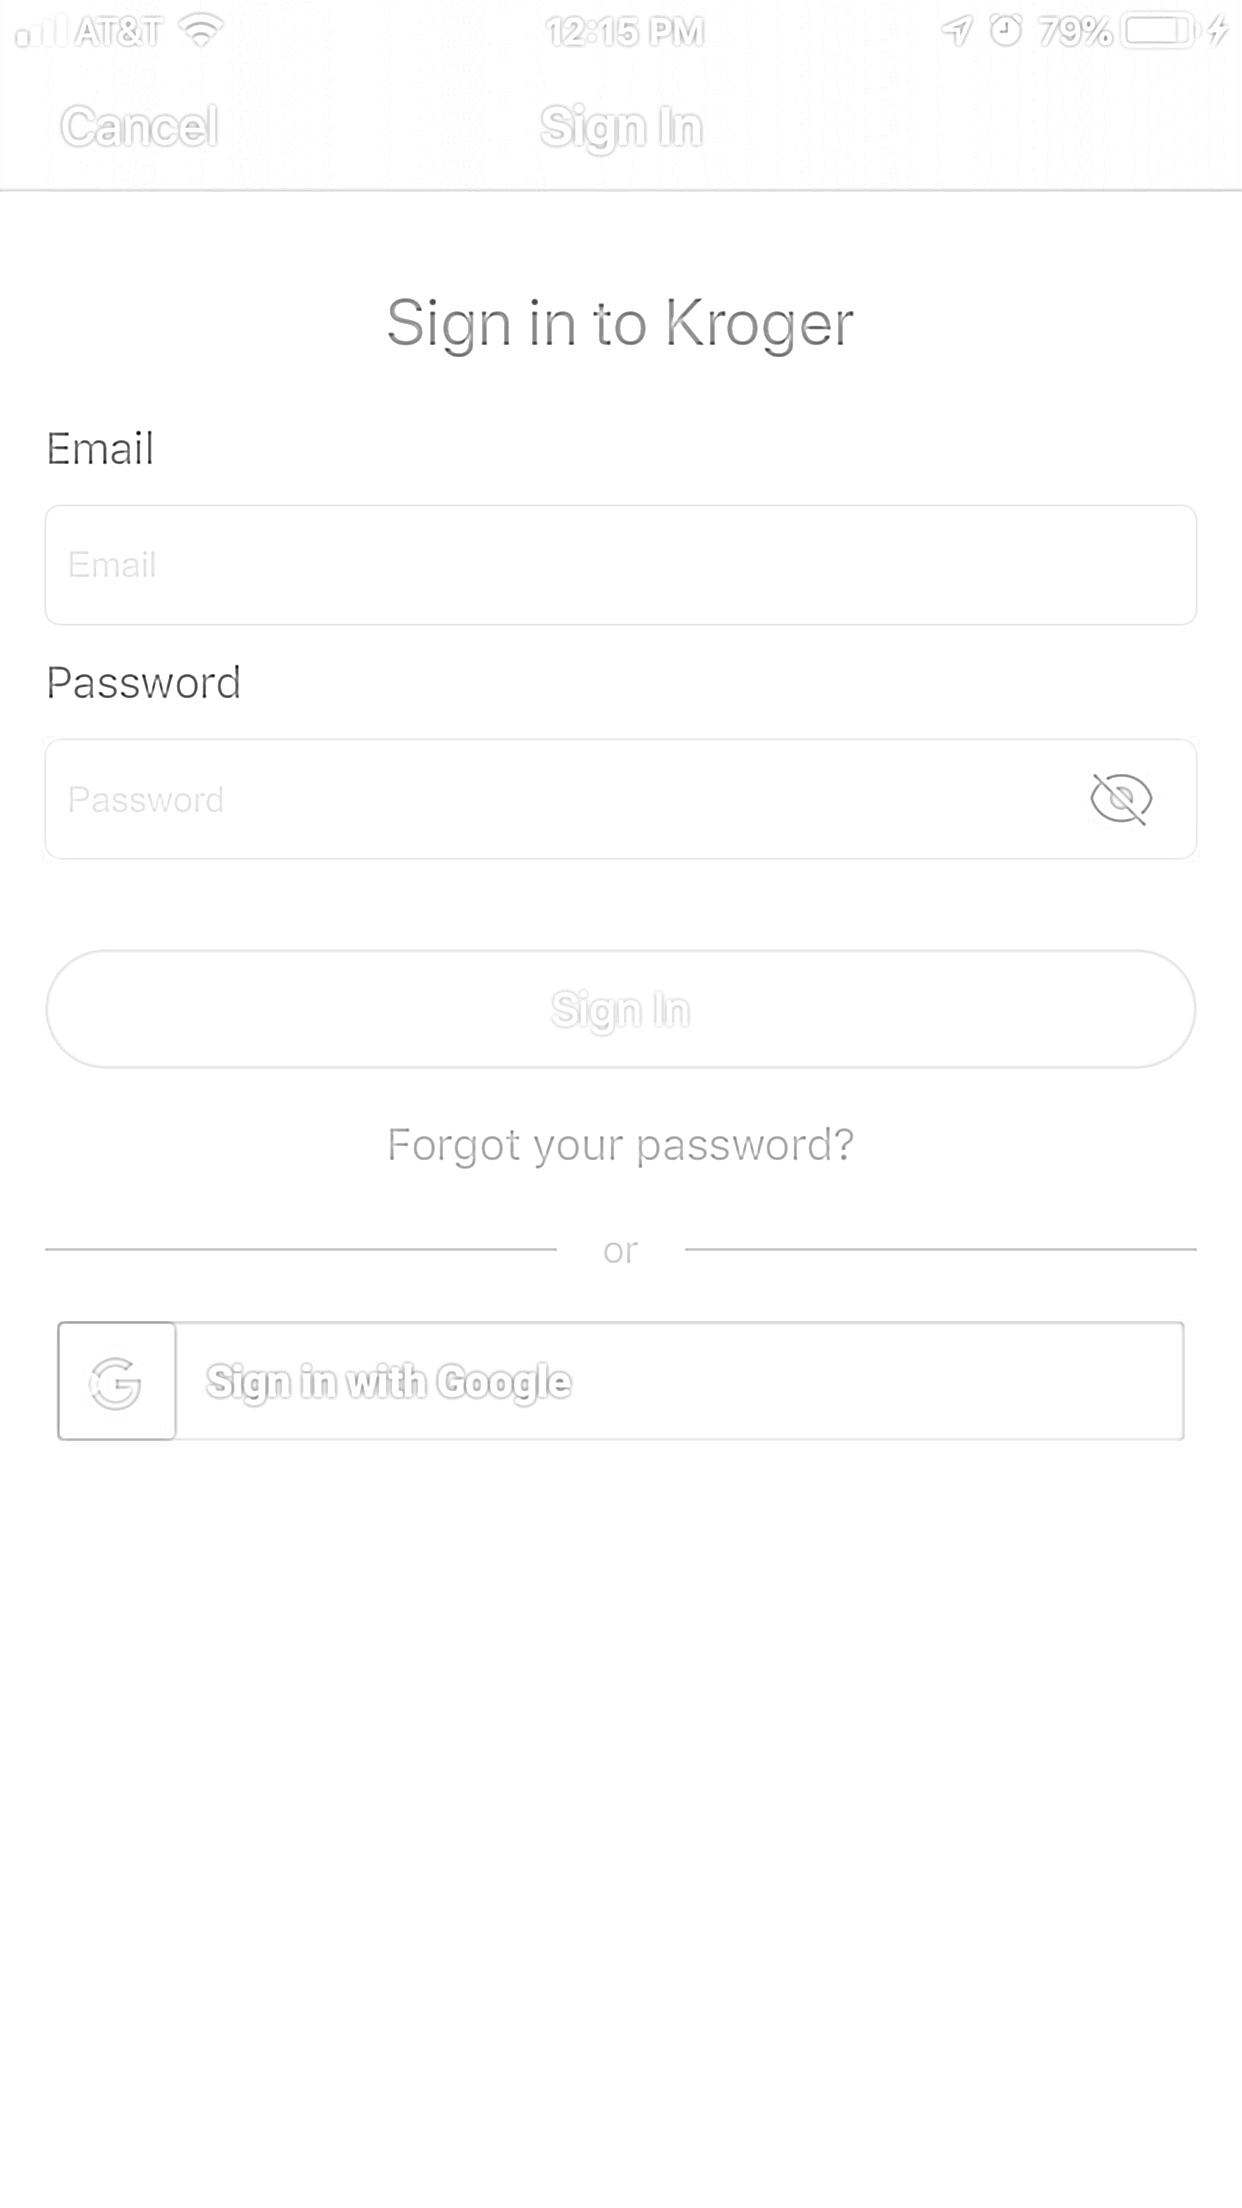 AT&T 12:15 PM 79%
Cancel Sign In
Sign in to Kroger
Email
Email
Password
Password
Sign In
Forgot your password?
or
G Sign in with Google